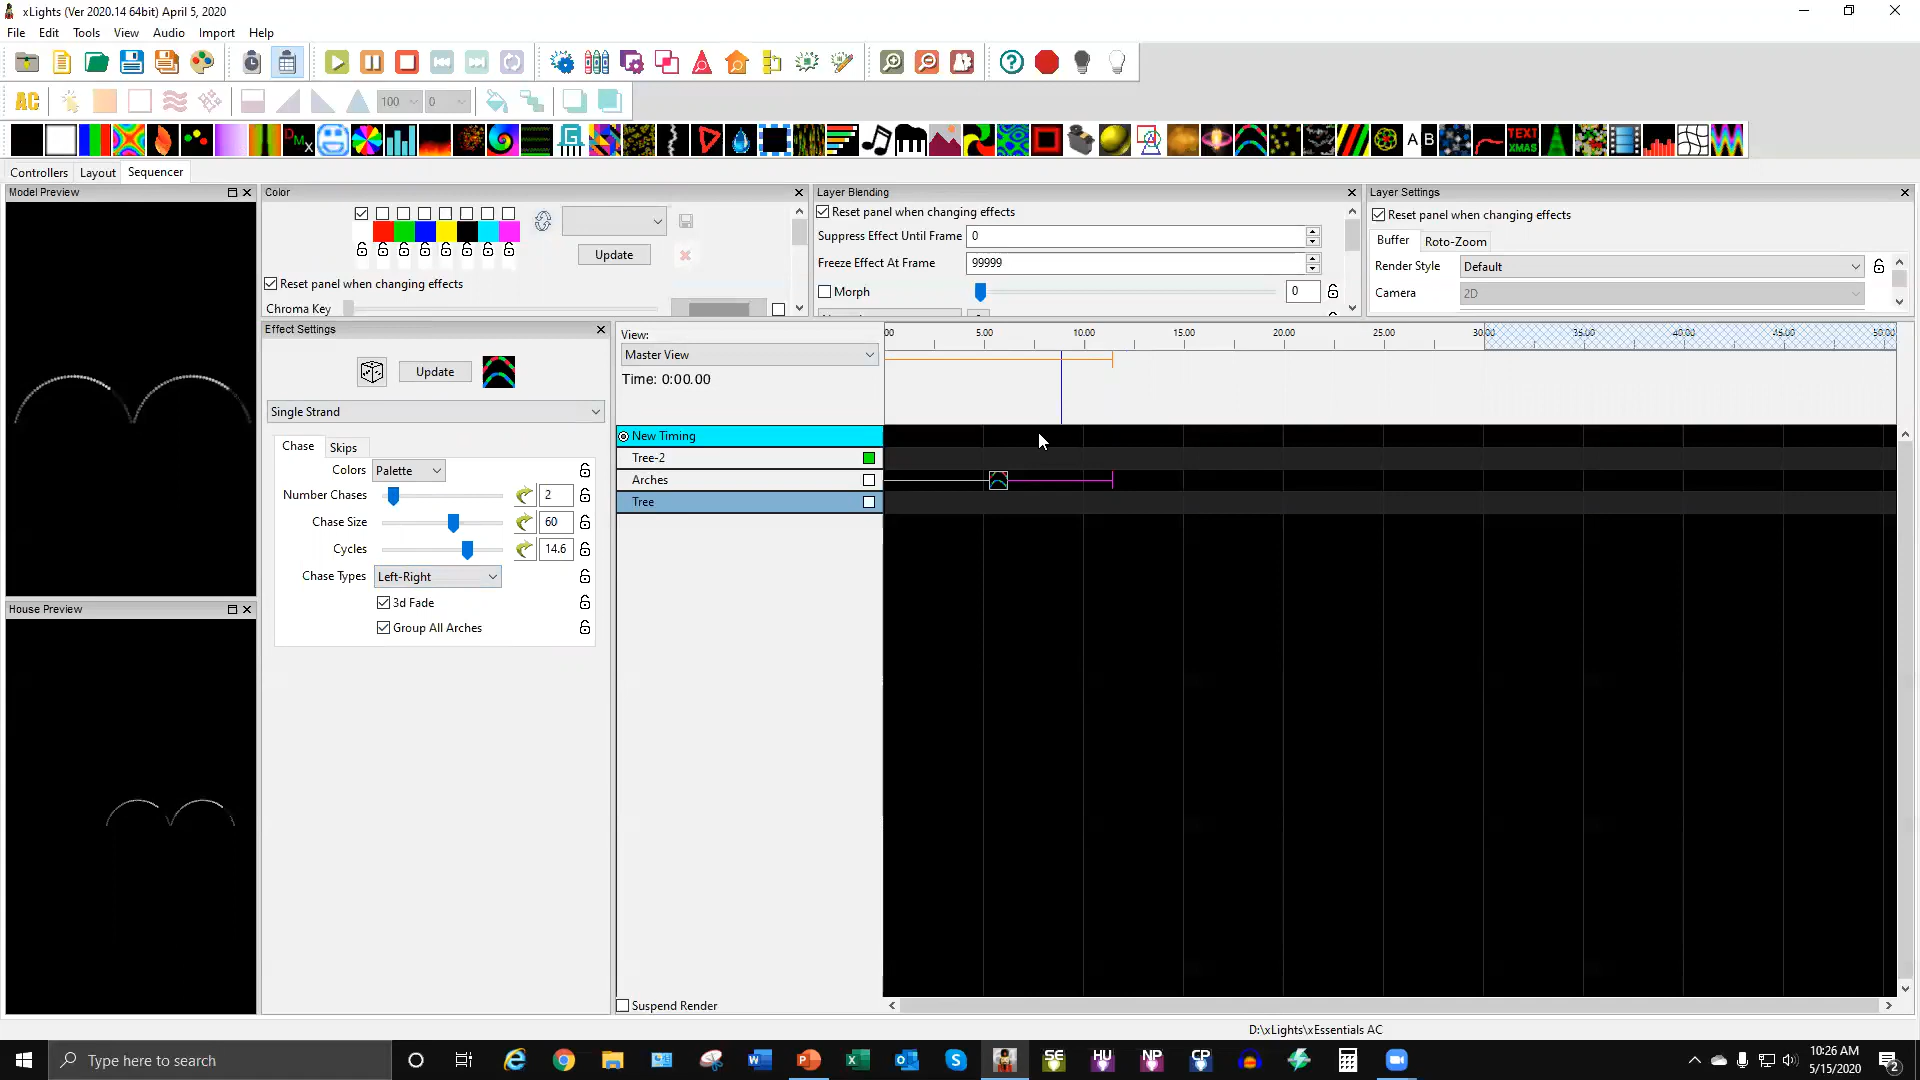 xLights (Ver 2020.14 64bit) April 5, 2020
File Edit Tools View Audio Import Help
AC 100 0
DMX A B TEXT XMAS
Controllers Layout Sequencer
Model Preview
Color
Layer Blending
Layer Settings
Reset panel when changing effects
Reset panel when changing effects
Suppress Effect Until Frame 0
Buffer Roto-Zoom
Update
Freeze Effect At Frame 99999
Render Style Default
Reset panel when changing effects
Morph 0
Camera 2D
Chroma Key
Effect Settings
View:
00 5.00 10.00 15.00 20.00 25.00 30.00 35.00 40.00 45.00 50.00
Master View
Update
Time: 0:00.00
Single Strand
New Timing
Chase Skips
Tree-2
Colors Palette
Arches
Number Chases 2
Tree
Chase Size 60
Cycles 14.6
Chase Types Left-Right
3d Fade
House Preview
Group All Arches
Suspend Render
D:\xLights\xEssentials AC
Type here to search
SE HU NP CP
10:26 AM
5/15/2020
2